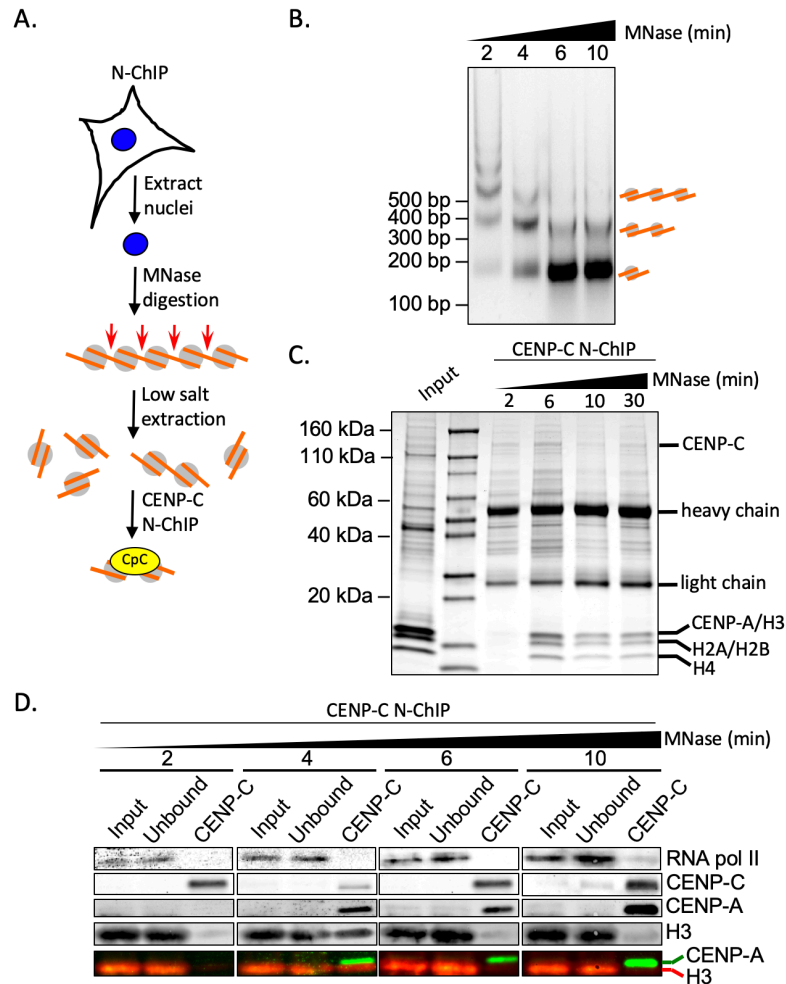 A.
N-ChIP
Extract
nuclei
MNase
digestion
Low salt
extraction
CENP-C
N-ChIP
CpC
B.
MNase (min)
2 4 6 10
500 bp
400 bp
300 bp
200 bp
100 bp
C.
CENP-C N-ChIP
Input
MNase (min)
2 6 10 30
160 kDa
110 kDa
60 kDa
40 kDa
20 kDa
CENP-C
heavy chain
light chain
CENP-A/H3
H2A/H2B
H4
D.
CENP-C N-ChIP
MNase (min)
2 4 6 10
Input Unbound CENP-C Input Unbound CENP-C Input Unbound CENP-C Input Unbound CENP-C
RNA pol II
CENP-C
CENP-A
H3
CENP-A
H3